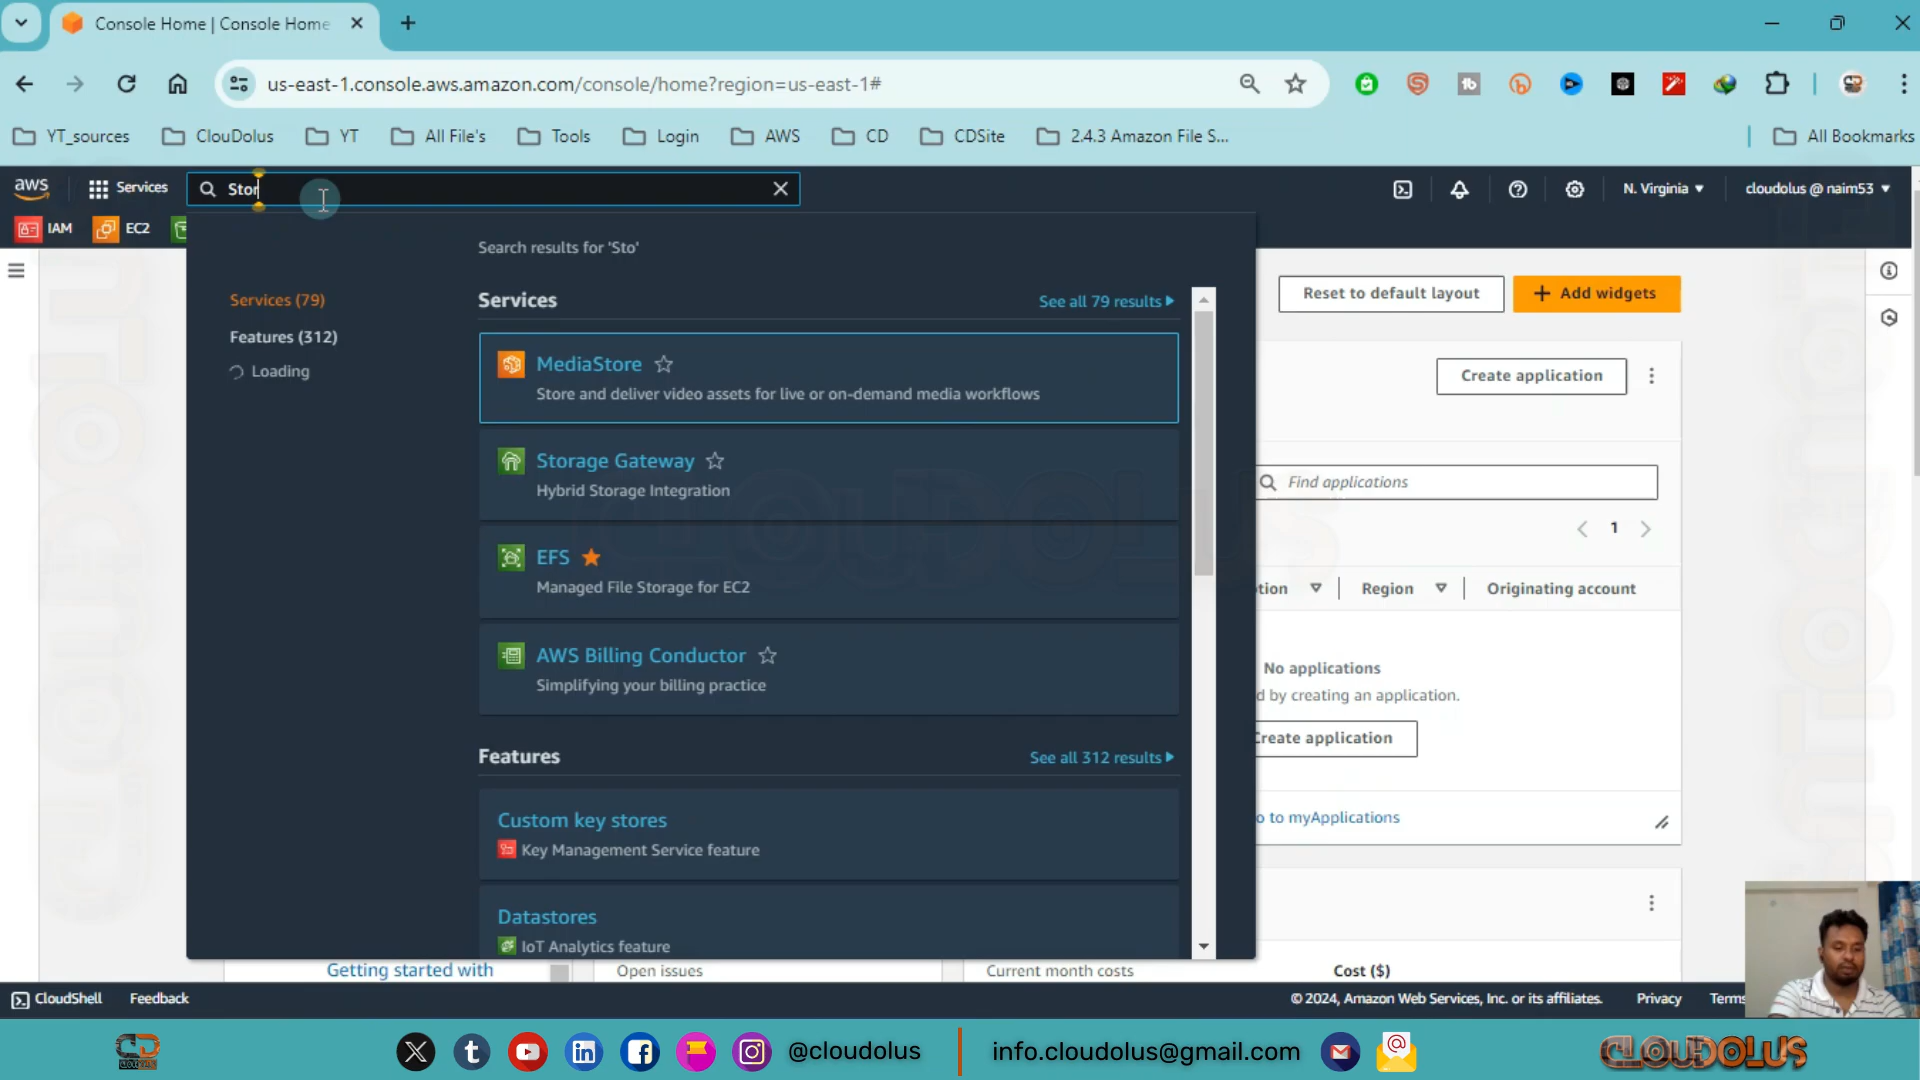 Console Home | Console Home
us-east-1.console.aws.amazon.com/console/home?region=us-east-1#
YT_sources
ClouDolus
YT
All File's
Tools
Login
AWS
CD
CDSite
2.4.3 Amazon File S...
All Bookmarks
aws
Services
Stor
N. Virginia
cloudolus @ naim53
IAM
EC2
Search results for 'Sto'
Services (79)
Features (312)
Loading
Services
See all 79 results
MediaStore
Store and deliver video assets for live or on-demand media workflows
Storage Gateway
Hybrid Storage Integration
EFS
Managed File Storage for EC2
AWS Billing Conductor
Simplifying your billing practice
Features
See all 312 results
Custom key stores
Key Management Service feature
Datastores
IoT Analytics feature
Reset to default layout
Add widgets
Create application
Find applications
1
tion
Region
Originating account
No applications
d by creating an application.
Create application
o to myApplications
Getting started with
Open issues
Current month costs
Cost ($)
CloudShell
Feedback
© 2024, Amazon Web Services, Inc. or its affiliates.
Privacy
Terms
@cloudolus
info.cloudolus@gmail.com
CLOUDOLUS